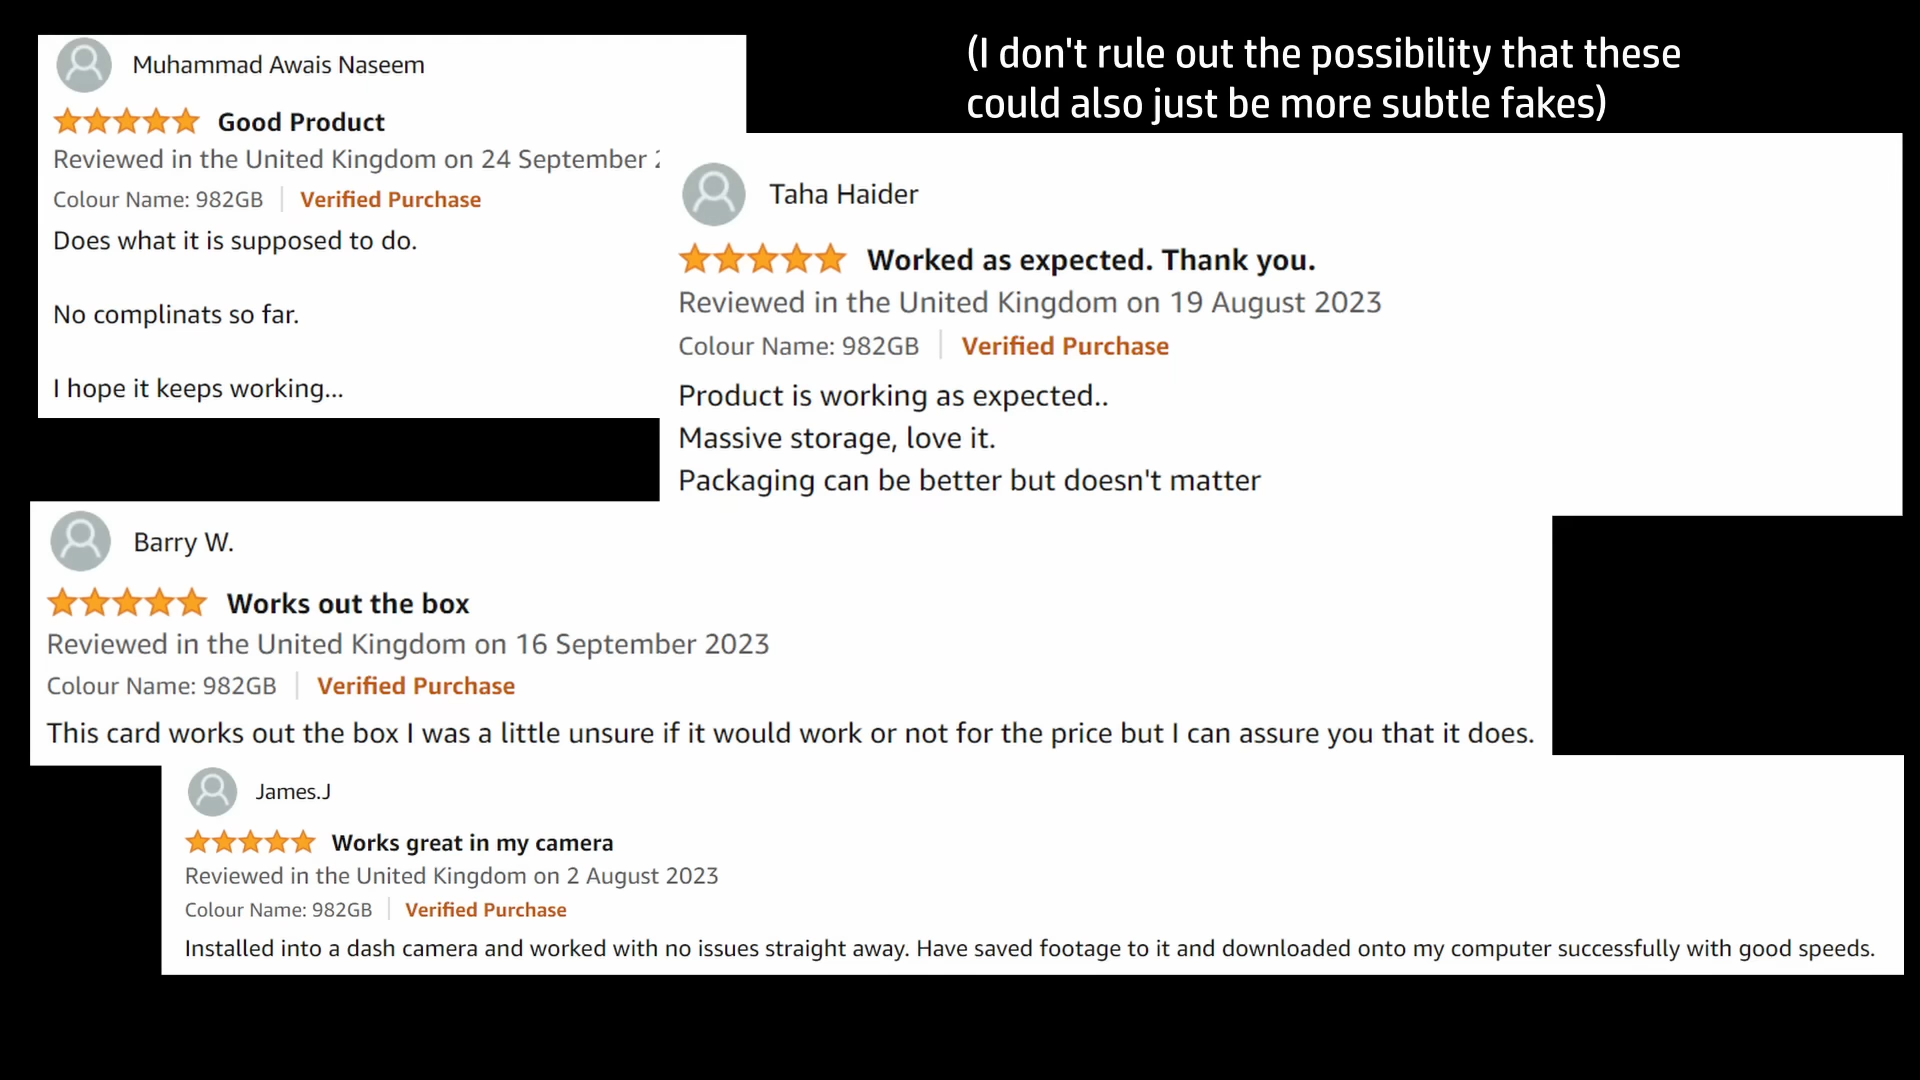 (I don't rule out the possibility that these
could also just be more subtle fakes)
Muhammad Awais Naseem
Good Product
Reviewed in the United Kingdom on 24 September
Colour Name: 982GB | Verified Purchase
Does what it is supposed to do.
No complinats so far.
I hope it keeps working...
Taha Haider
Worked as expected. Thank you.
Reviewed in the United Kingdom on 19 August 2023
Colour Name: 982GB | Verified Purchase
Product is working as expected..
Massive storage, love it.
Packaging can be better but doesn't matter
Barry W.
Works out the box
Reviewed in the United Kingdom on 16 September 2023
Colour Name: 982GB | Verified Purchase
This card works out the box I was a little unsure if it would work or not for the price but I can assure you that it does.
James.J
Works great in my camera
Reviewed in the United Kingdom on 2 August 2023
Colour Name: 982GB | Verified Purchase
Installed into a dash camera and worked with no issues straight away. Have saved footage to it and downloaded onto my computer successfully with good speeds.